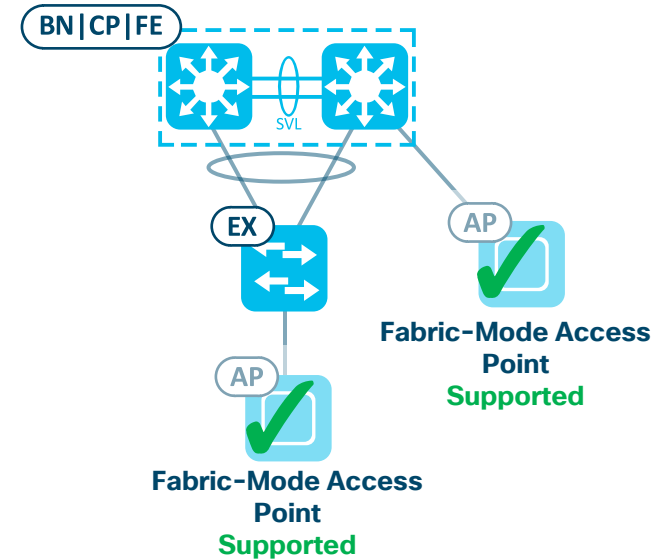 BN|CP|FE
SVL
EX
AP
Fabric-Mode Access
Point
Supported
AP
Fabric-Mode Access
Point
Supported